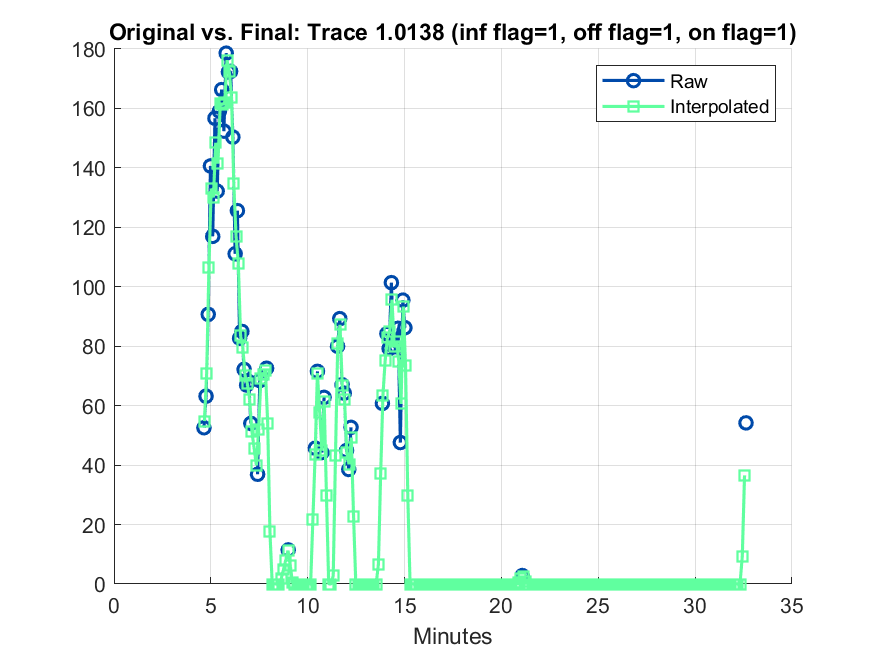 Original vs. Final: Trace 1.0138 (inf flag=1, off flag=1, on flag=1)
180
160
140
120
100
80
60
40
20
0
Raw
Interpolated
0 5 10 15 20 25 30 35
Minutes